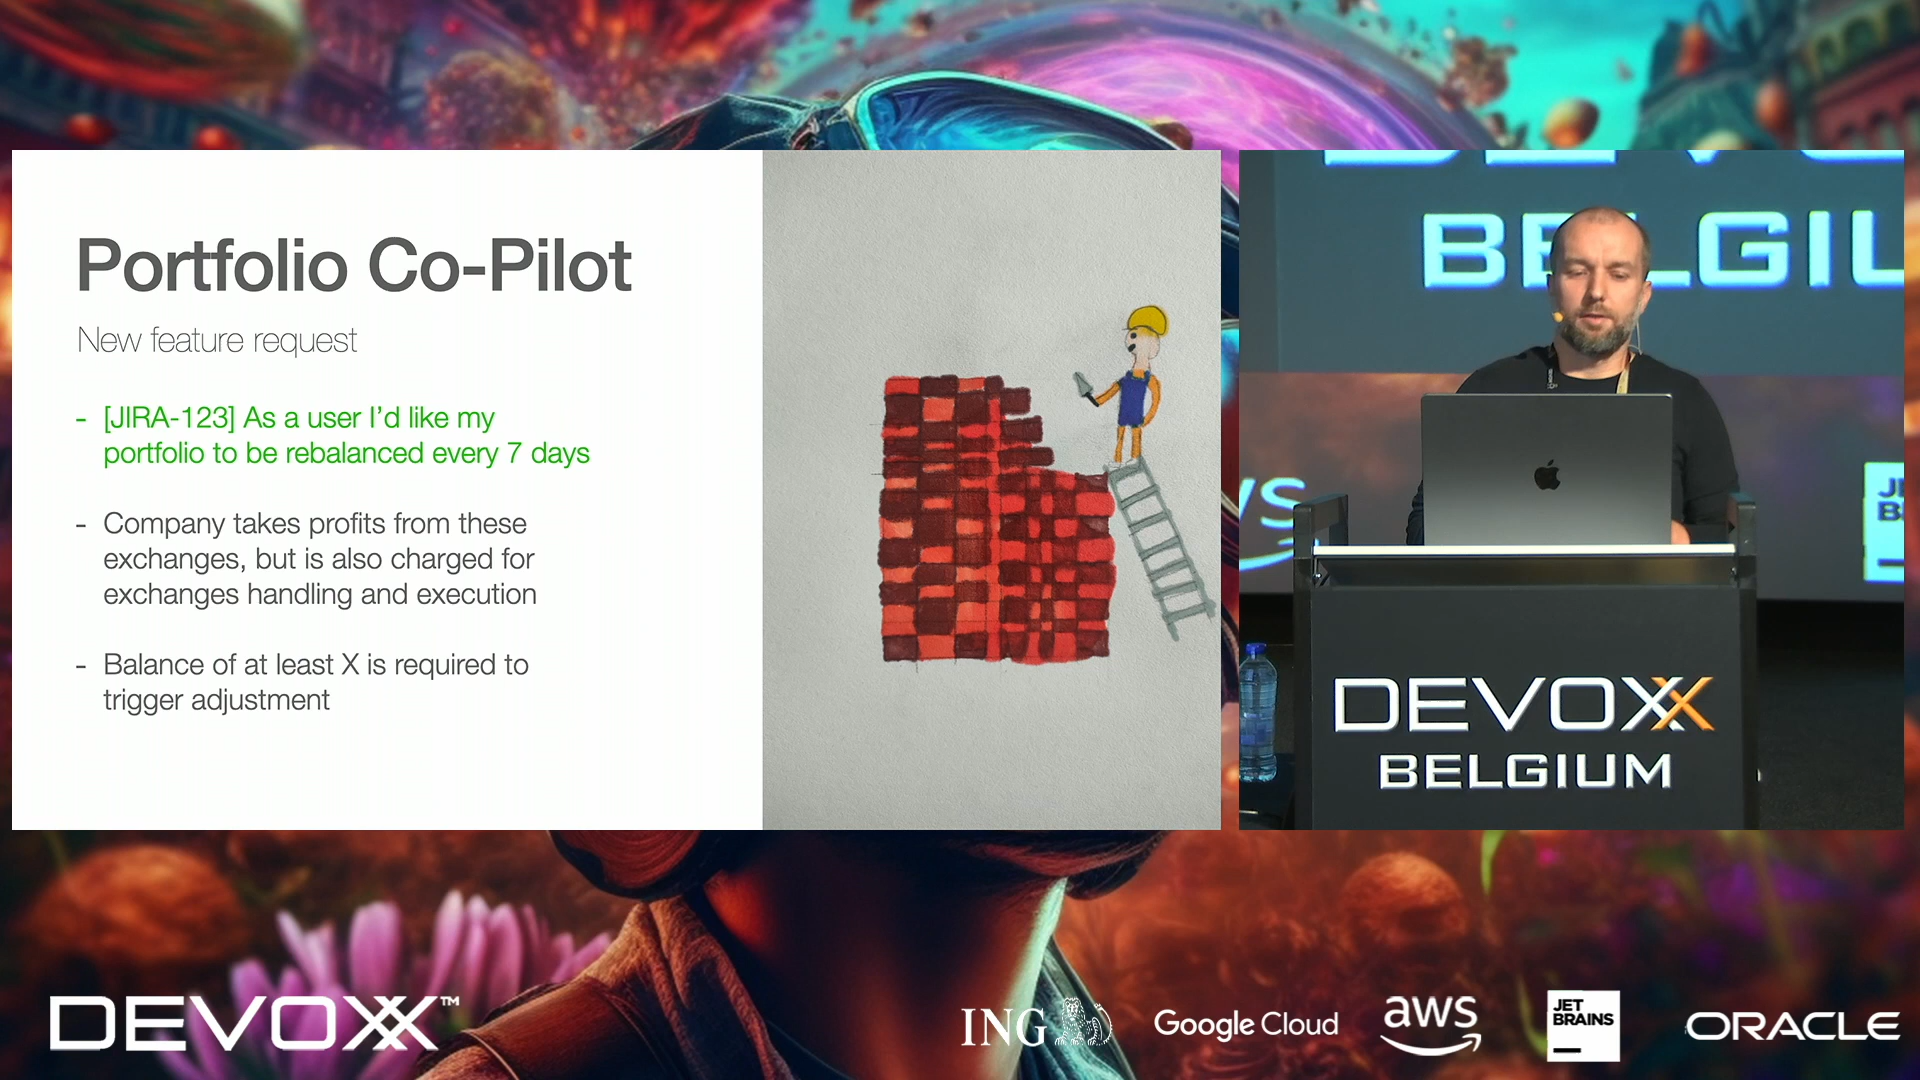 Portfolio Co-Pilot
New feature request
- [JIRA-123] As a user I'd like my
portfolio to be rebalanced every 7 days
- Company takes profits from these
exchanges, but is also charged for
exchanges handling and execution
- Balance of at least X is required to
trigger adjustment
BELGIU
DEVOXX
BELGIUM
DEVOXX™
ING
Google Cloud
aws
JET
BRAINS
ORACLE